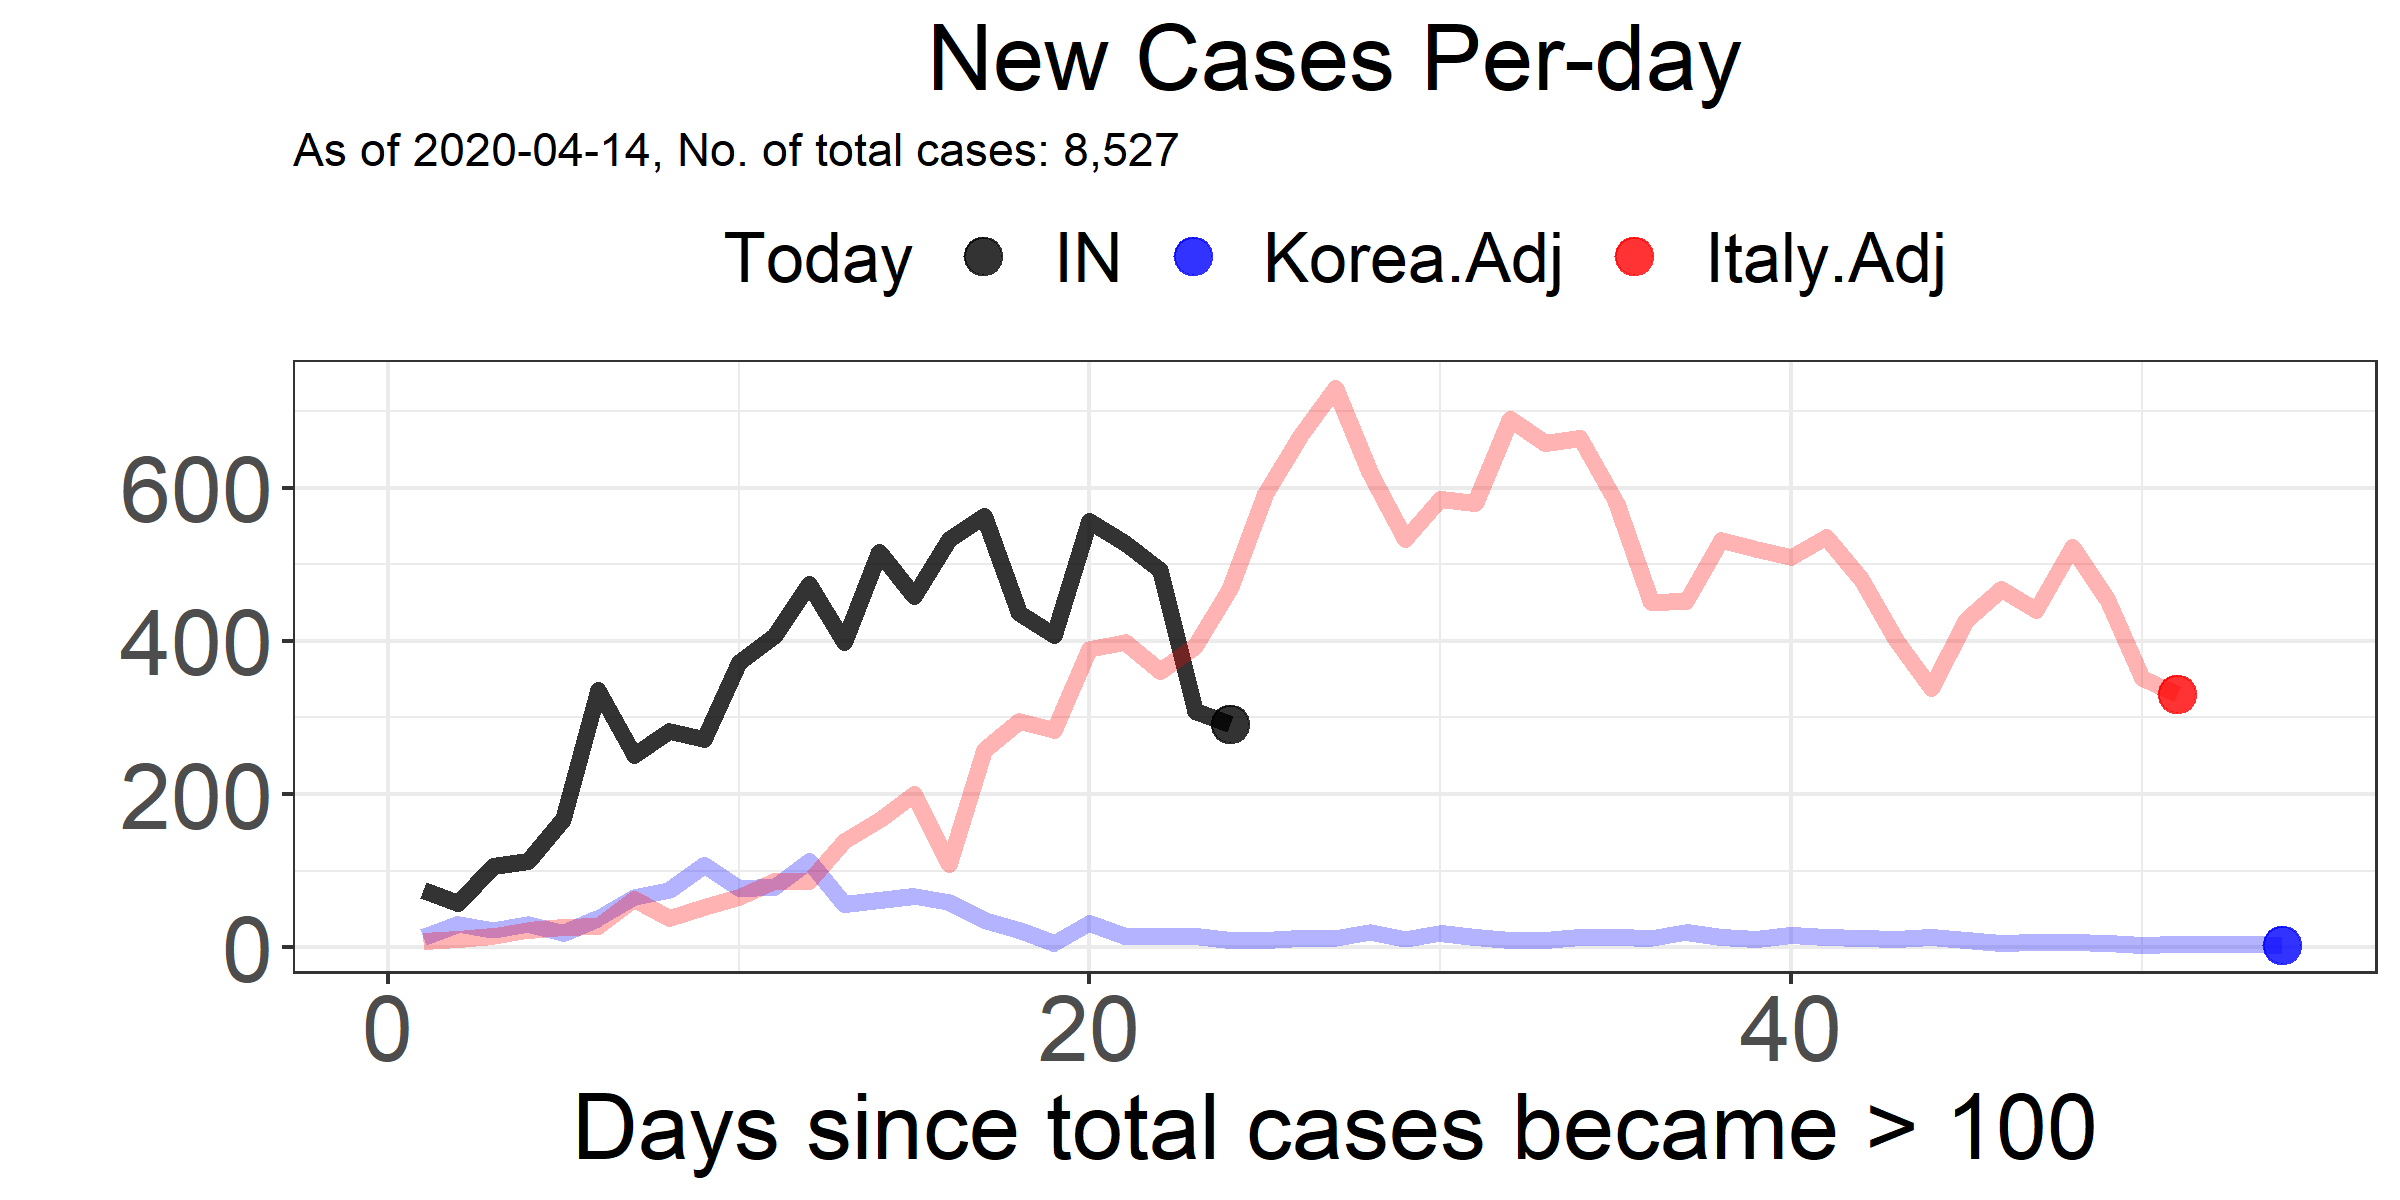 New Cases Per-day
As of 2020-04-14, No. of total cases: 8,527
Today IN Korea.Adj Italy.Adj
600
400
200
0
0 20 40
Days since total cases became > 100